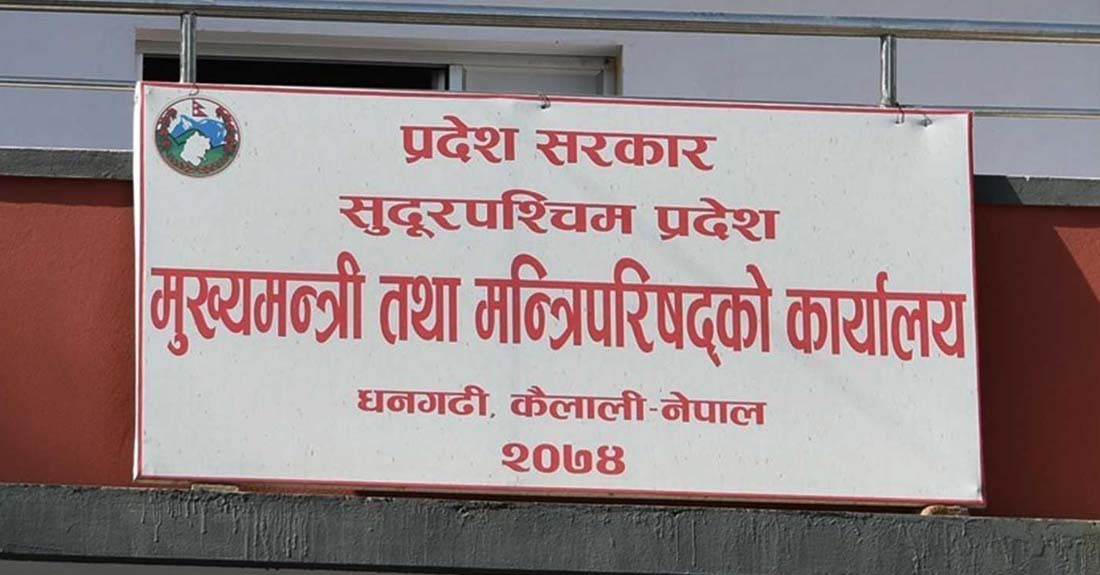 प्रदेश सरकार
सुदूरपश्चिम प्रदेश
मुख्यमन्त्री तथा मन्त्रिपरिषद्को कार्यालय
धनगढी, कैलाली-नेपाल
२०७४